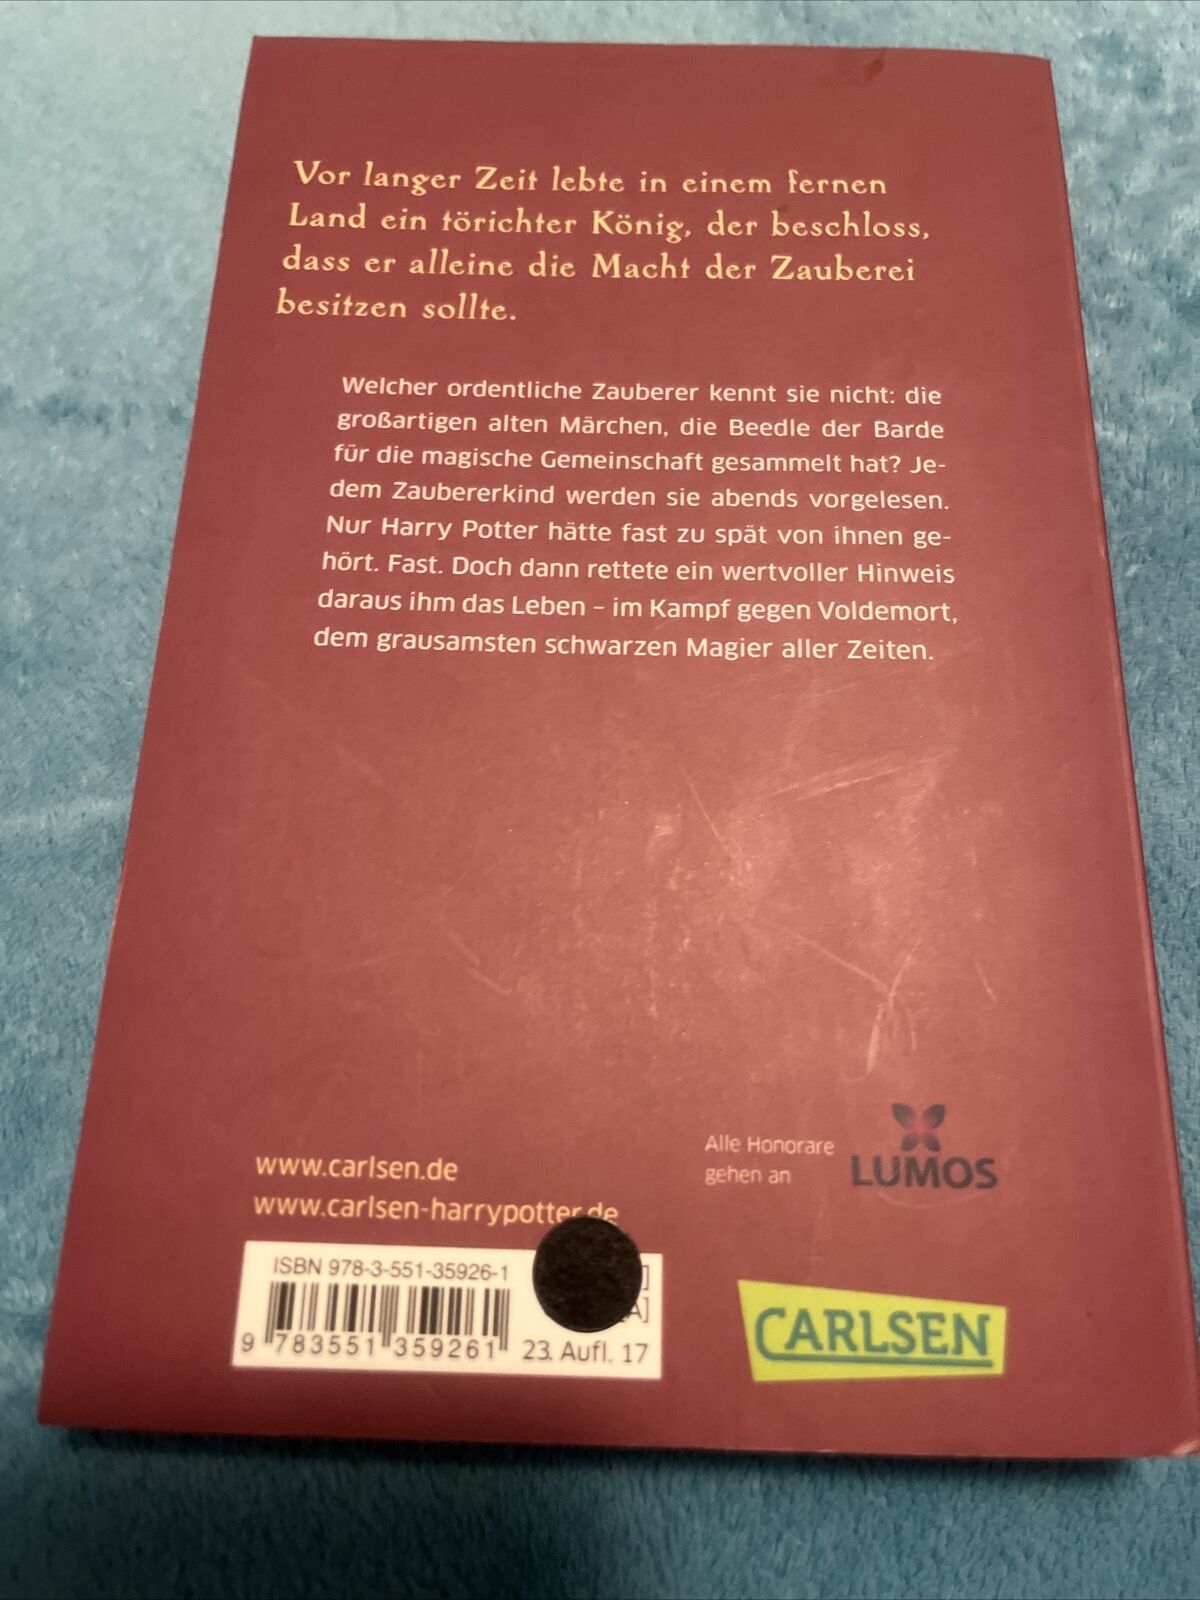 Vor langer Zeit lebte in einem fernen
Land ein törichter König, der beschloss,
dass er alleine die Macht der Zauberei
besitzen sollte.
Welcher ordentliche Zauberer kennt sie nicht: die
großartigen alten Märchen, die Beedle der Barde
für die magische Gemeinschaft gesammelt hat? Je-
dem Zaubererkind werden sie abends vorgelesen.
Nur Harry Potter hätte fast zu spät von ihnen ge-
hört. Fast. Doch dann rettete ein wertvoller Hinweis
daraus ihm das Leben – im Kampf gegen Voldemort,
dem grausamsten schwarzen Magier aller Zeiten.
www.carlsen.de
www.carlsen-harrypotter.de
Alle Honorare
gehen an
LUMOS
ISBN 978-3-551-35926-1
9 783551 359261
23. Aufl. 17
CARLSEN